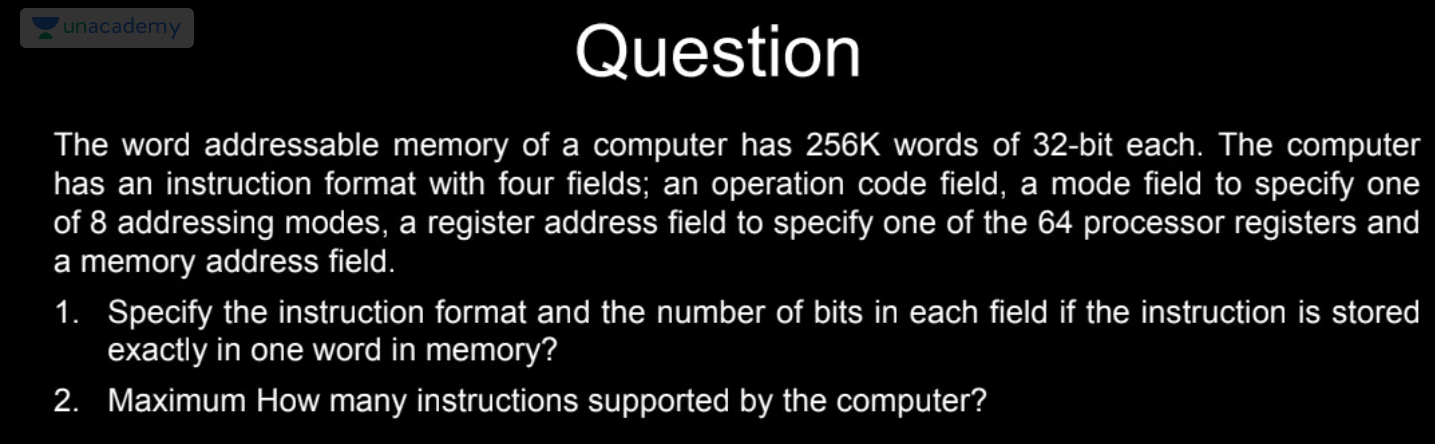 unacademy
Question
The word addressable memory of a computer has 256K words of 32-bit each. The computer
has an instruction format with four fields; an operation code field, a mode field to specify one
of 8 addressing modes, a register address field to specify one of the 64 processor registers and
a memory address field.
1. Specify the instruction format and the number of bits in each field if the instruction is stored
exactly in one word in memory?
2. Maximum How many instructions supported by the computer?